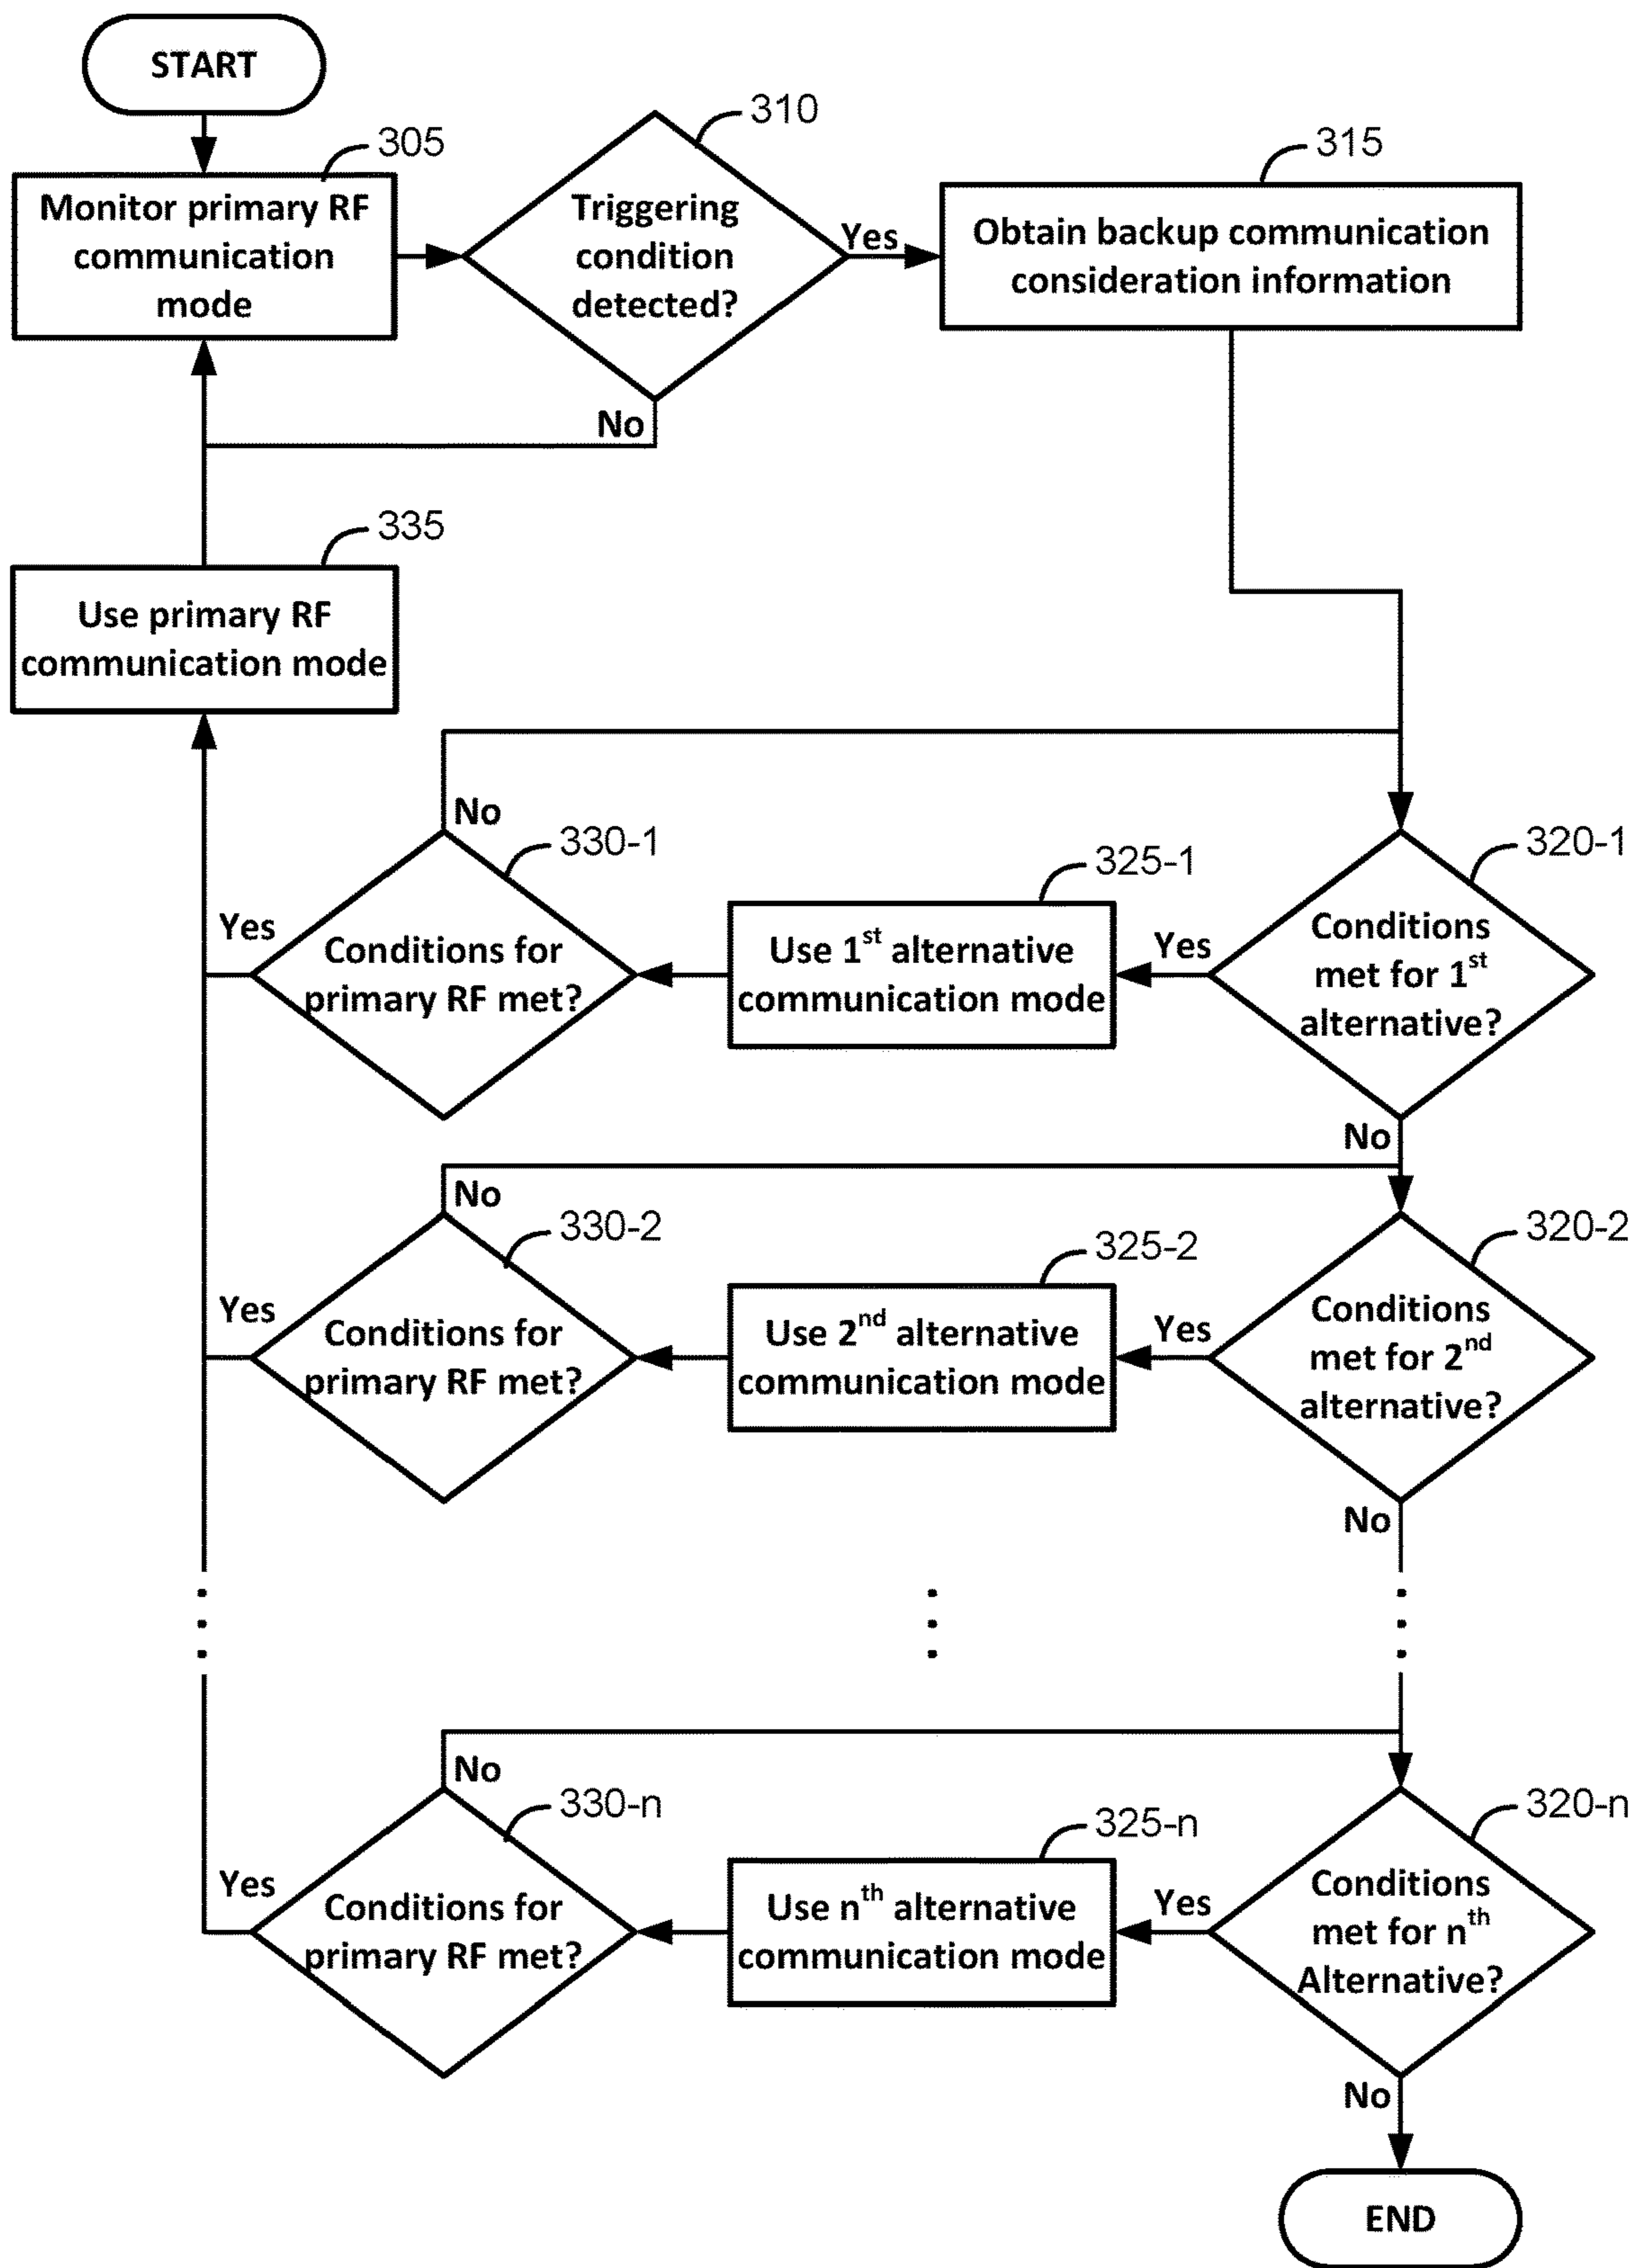 START
305
Monitor primary RF
communication
mode
310
Triggering
condition
detected?
Yes
No
315
Obtain backup communication
consideration information
335
Use primary RF
communication mode
No
330-1
Yes
Conditions for
primary RF met?
325-1
Use 1st alternative
communication mode
Yes
320-1
Conditions
met for 1st
alternative?
No
No
330-2
Yes
Conditions for
primary RF met?
325-2
Use 2nd alternative
communication mode
Yes
320-2
Conditions
met for 2nd
alternative?
No
No
330-n
Yes
Conditions for
primary RF met?
325-n
Use nth alternative
communication mode
Yes
320-n
Conditions
met for nth
Alternative?
No
END